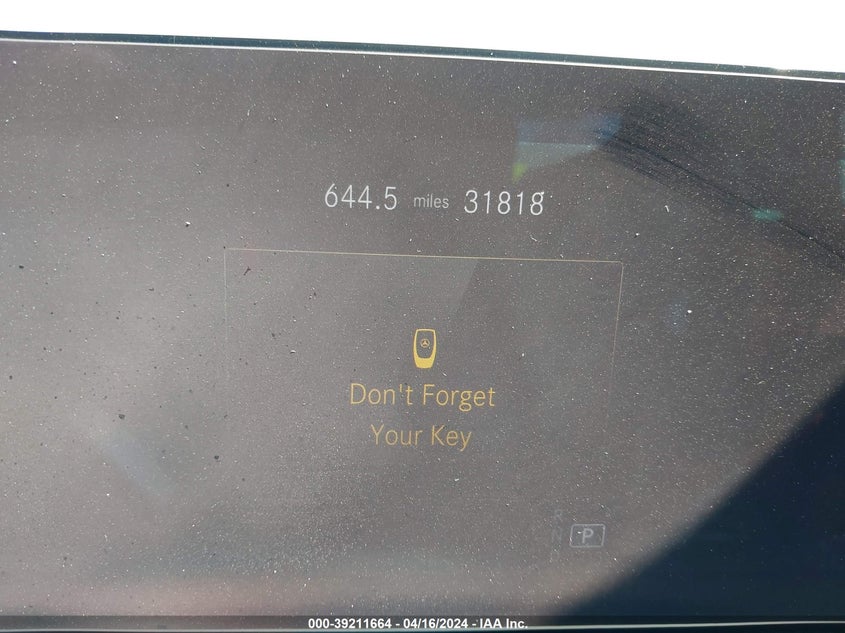 644.5 miles 31818
Don't Forget
Your Key
R
N
P
000-39211664 - 04/16/2024 - IAA Inc.